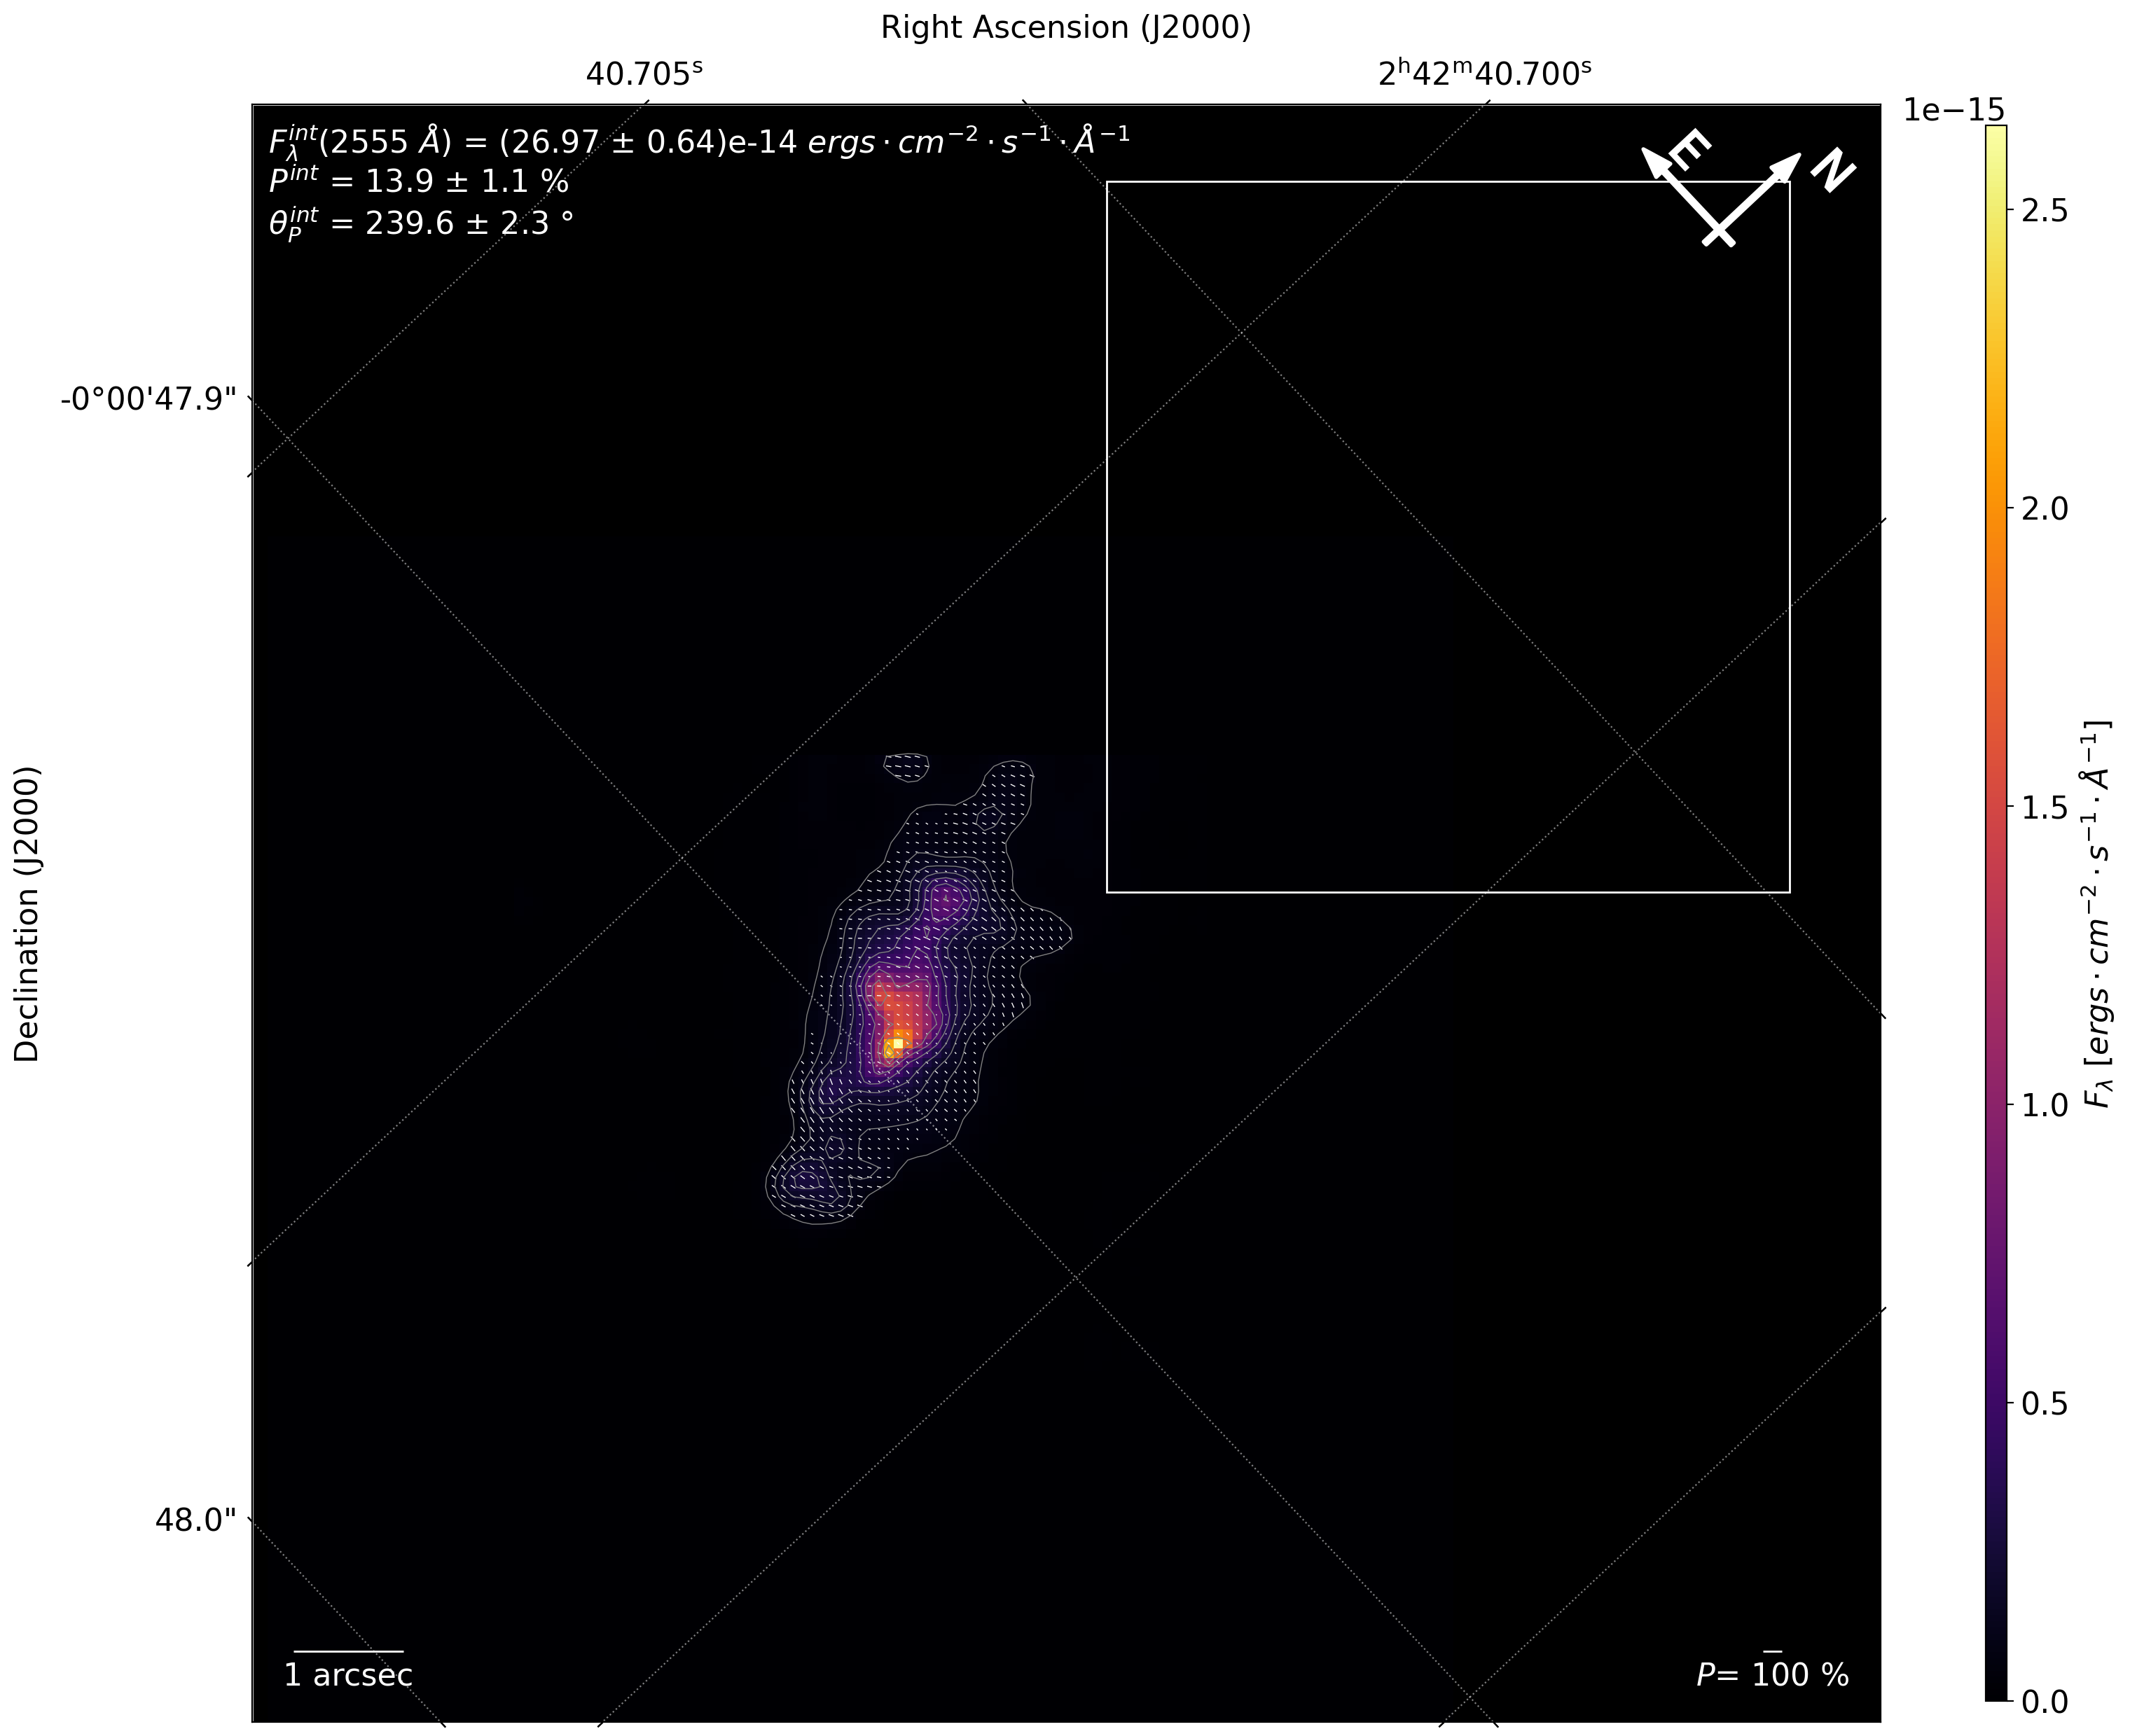 Right Ascension (J2000)
40.705ˢ
2ʰ42ᵐ40.700ˢ
1e−15
F_λ^int(2555 Å) = (26.97 ± 0.64)e-14 ergs · cm⁻² · s⁻¹ · Å⁻¹
P^int = 13.9 ± 1.1 %
θ_P^int = 239.6 ± 2.3 °
E
N
-0°00'47.9"
48.0"
Declination (J2000)
2.5
2.0
1.5
1.0
0.5
0.0
F_λ [ergs · cm⁻² · s⁻¹ · Å⁻¹]
1 arcsec
P= 100 %